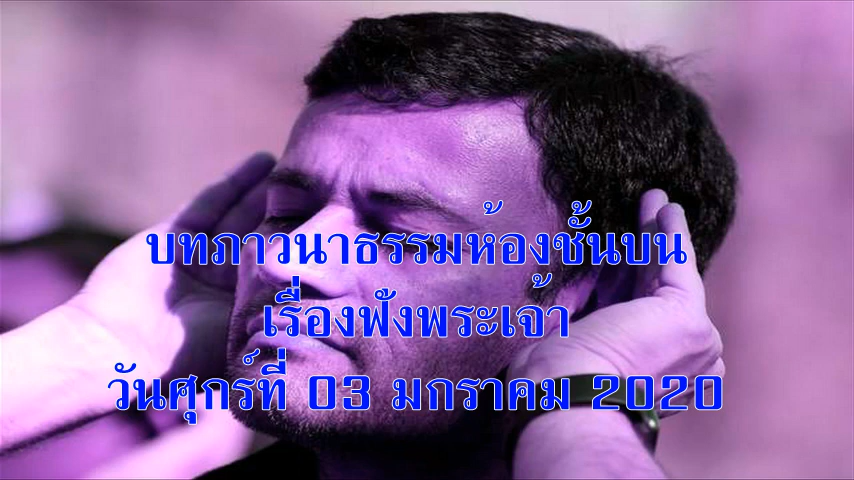 บทภาวนาธรรมห้องชั้นบน
เรื่องฟังพระเจ้า
วันศุกร์ที่ 03 มกราคม 2020